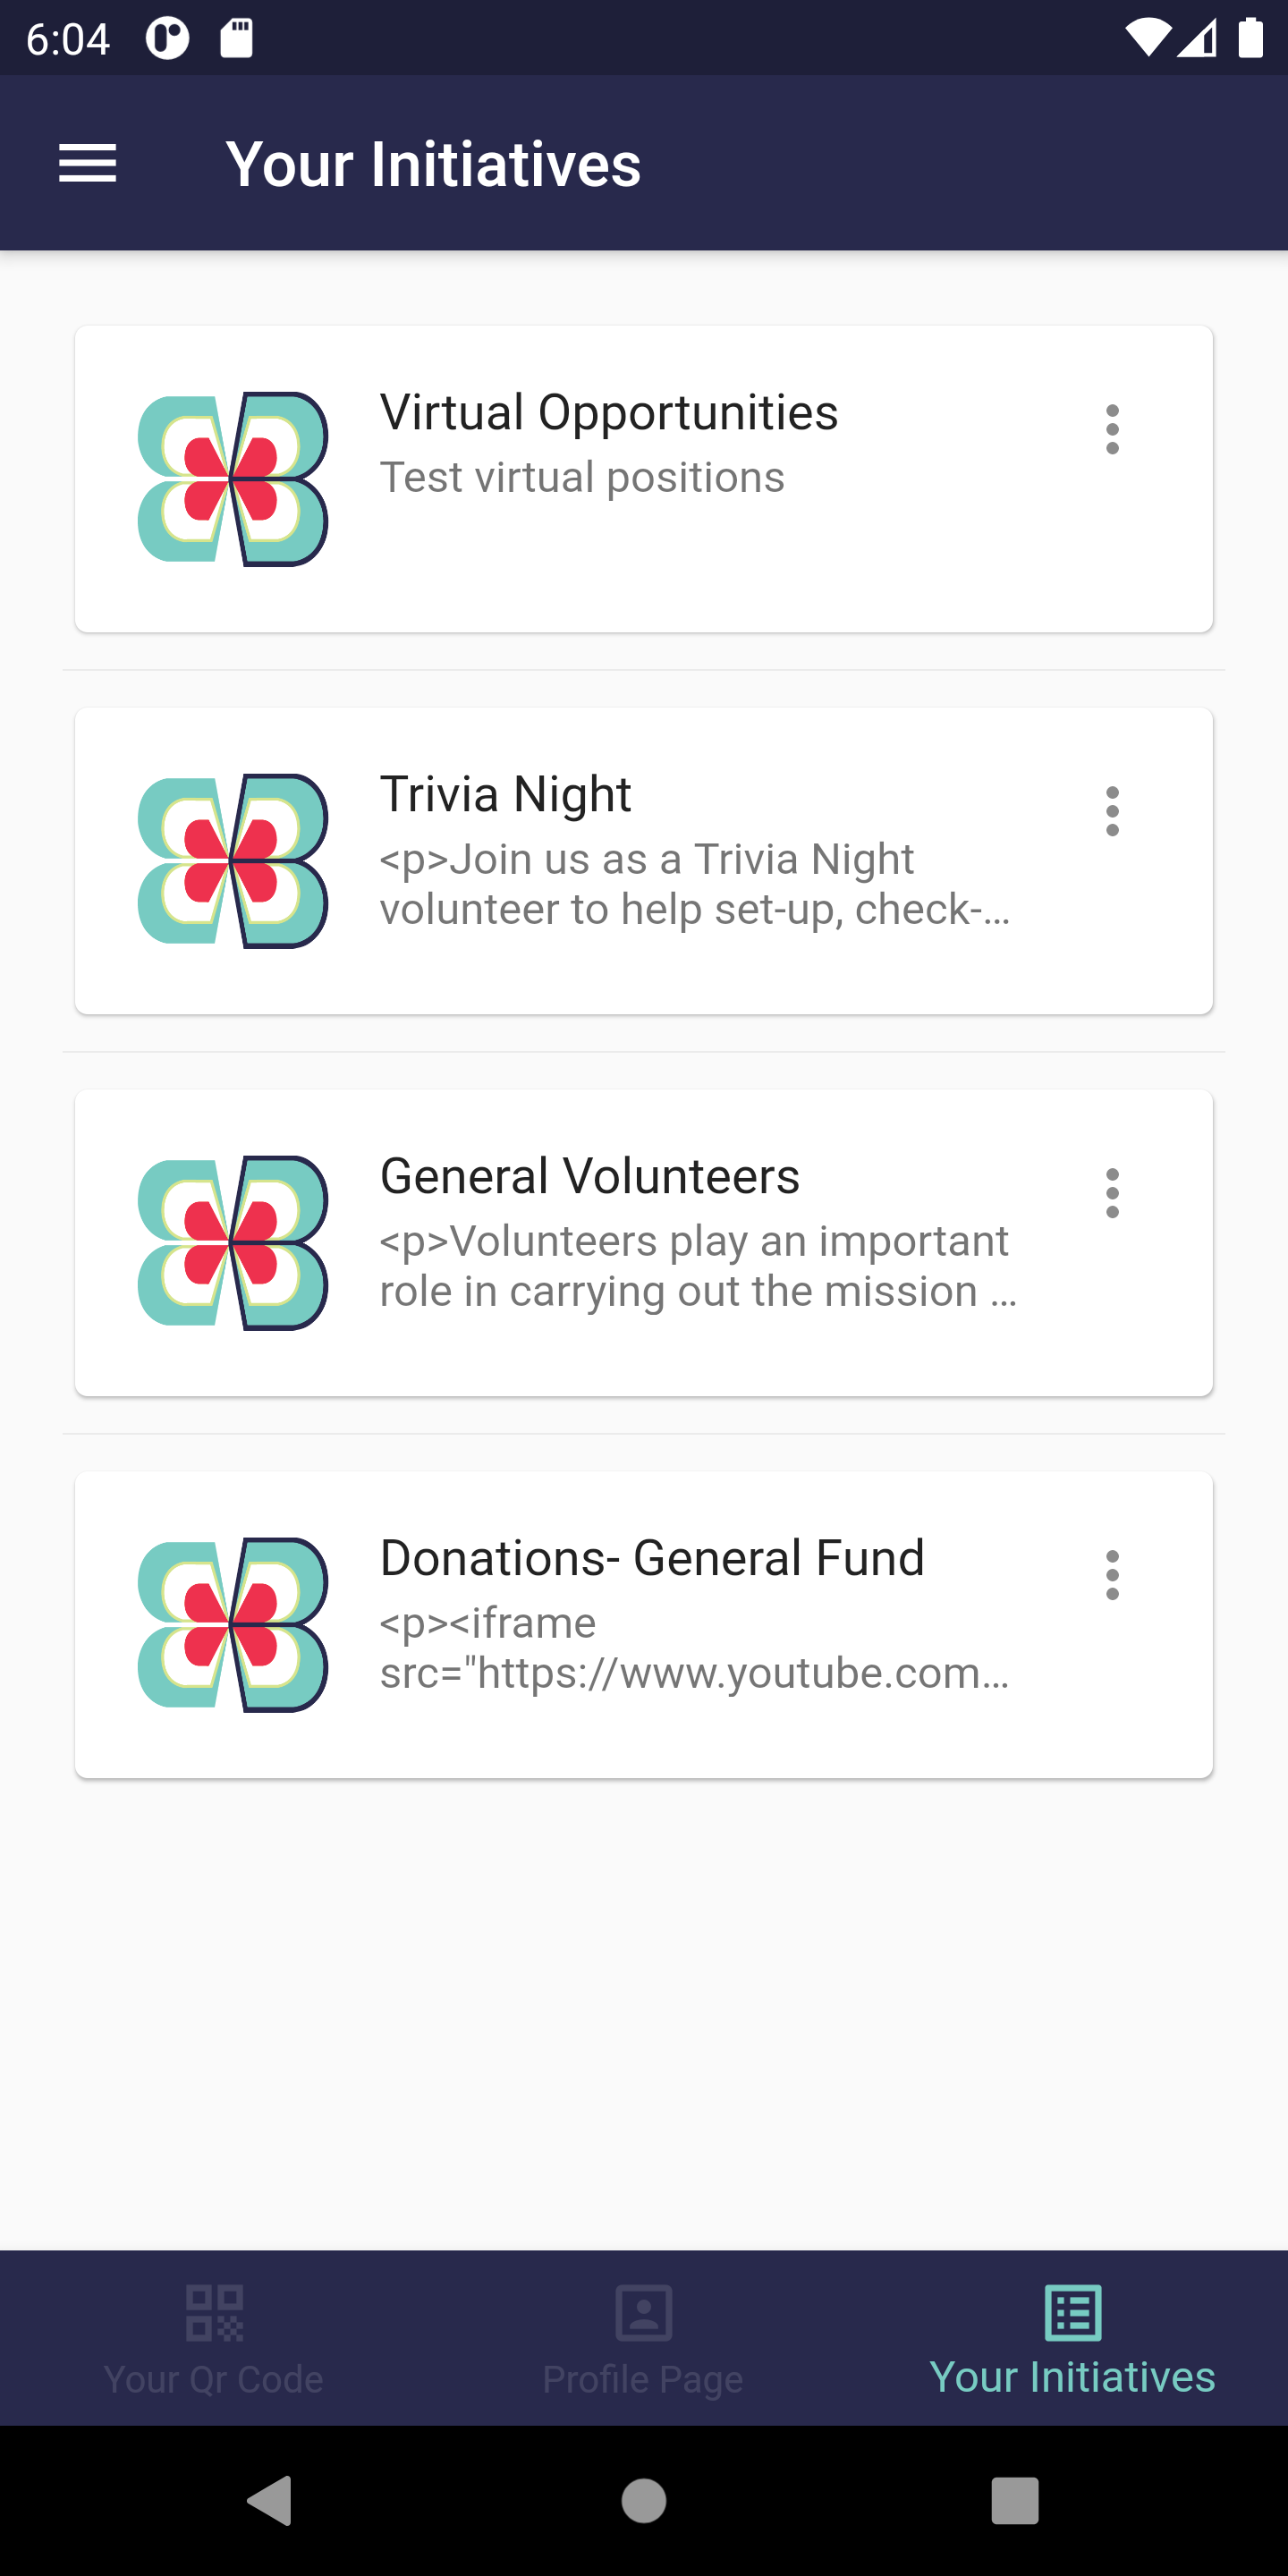 6:04
Your Initiatives
Virtual Opportunities
Test virtual positions
Trivia Night
<p>Join us as a Trivia Night
volunteer to help set-up, check-...
General Volunteers
<p>Volunteers play an important
role in carrying out the mission ...
Donations- General Fund
<p><iframe
src="https://www.youtube.com...
Your Qr Code
Profile Page
Your Initiatives